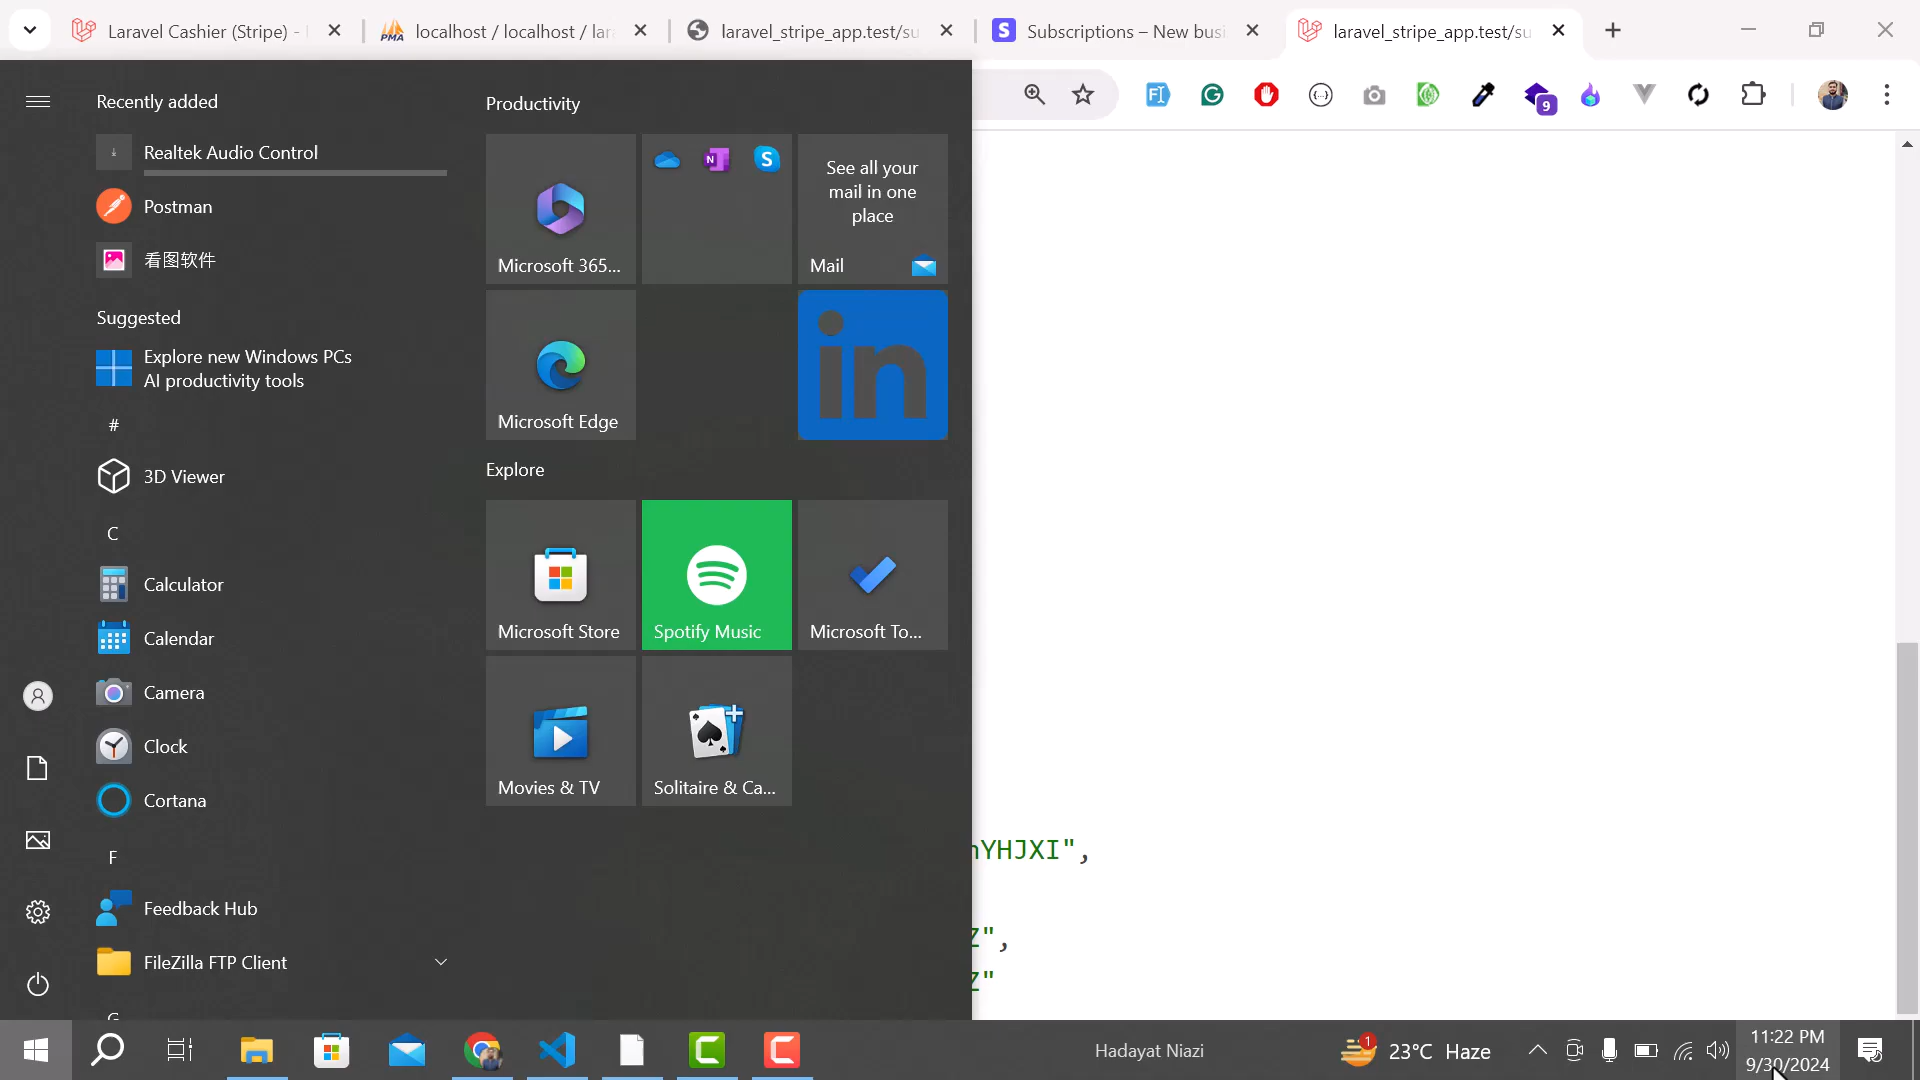 Laravel Cashier (Stripe) -
localhost / localhost / lar
laravel_stripe_app.test/su
Subscriptions – New busi
laravel_stripe_app.test/su
9
Recently added
Realtek Audio Control
Postman
看图软件
Suggested
Explore new Windows PCs
AI productivity tools
#
3D Viewer
C
Calculator
Calendar
Camera
Clock
Cortana
F
Feedback Hub
FileZilla FTP Client
G
Productivity
Microsoft 365...
See all your
mail in one
place
Mail
Microsoft Edge
in
Explore
Microsoft Store
Spotify Music
Microsoft To...
Movies & TV
Solitaire & Ca...
YHJXI",
Z",
Z"
Hadayat Niazi
1
23°C Haze
11:22 PM
9/30/2024